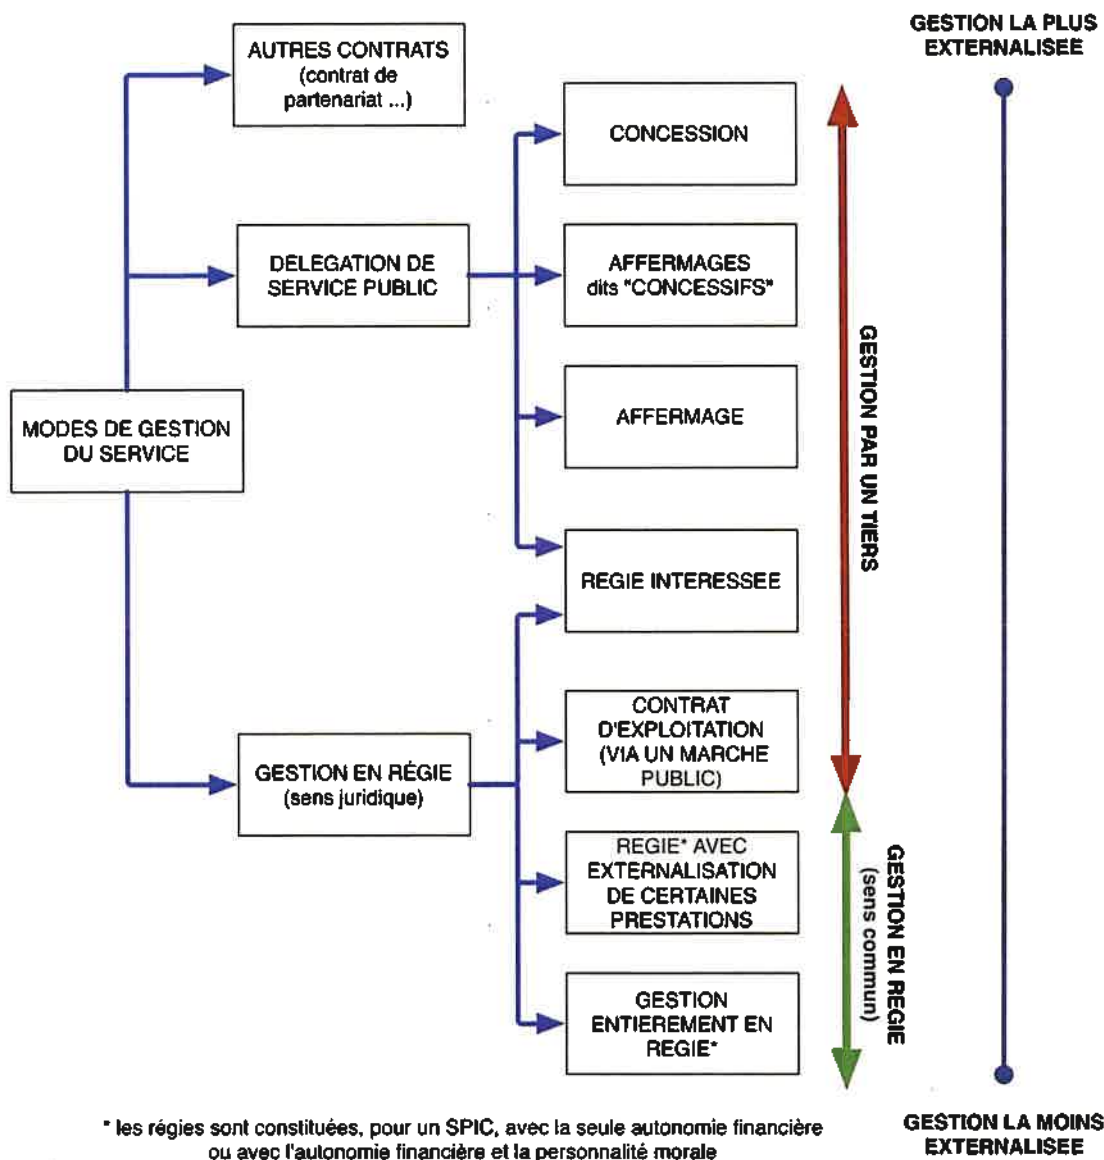 GESTION LA PLUS
EXTERNALISEE
AUTRES CONTRATS
(contrat de
partenariat ...)
CONCESSION
DELEGATION DE
SERVICE PUBLIC
AFFERMAGES
dits "CONCESSIFS"
MODES DE GESTION
DU SERVICE
AFFERMAGE
GESTION PAR UN TIERS
REGIE INTERESSEE
GESTION EN RÉGIE
(sens juridique)
CONTRAT
D'EXPLOITATION
(VIA UN MARCHE
PUBLIC)
REGIE* AVEC
EXTERNALISATION
DE CERTAINES
PRESTATIONS
GESTION EN REGIE
(sens commun)
GESTION
ENTIEREMENT EN
REGIE*
* les régies sont constituées, pour un SPIC, avec la seule autonomie financière
ou avec l'autonomie financière et la personnalité morale
GESTION LA MOINS
EXTERNALISEE